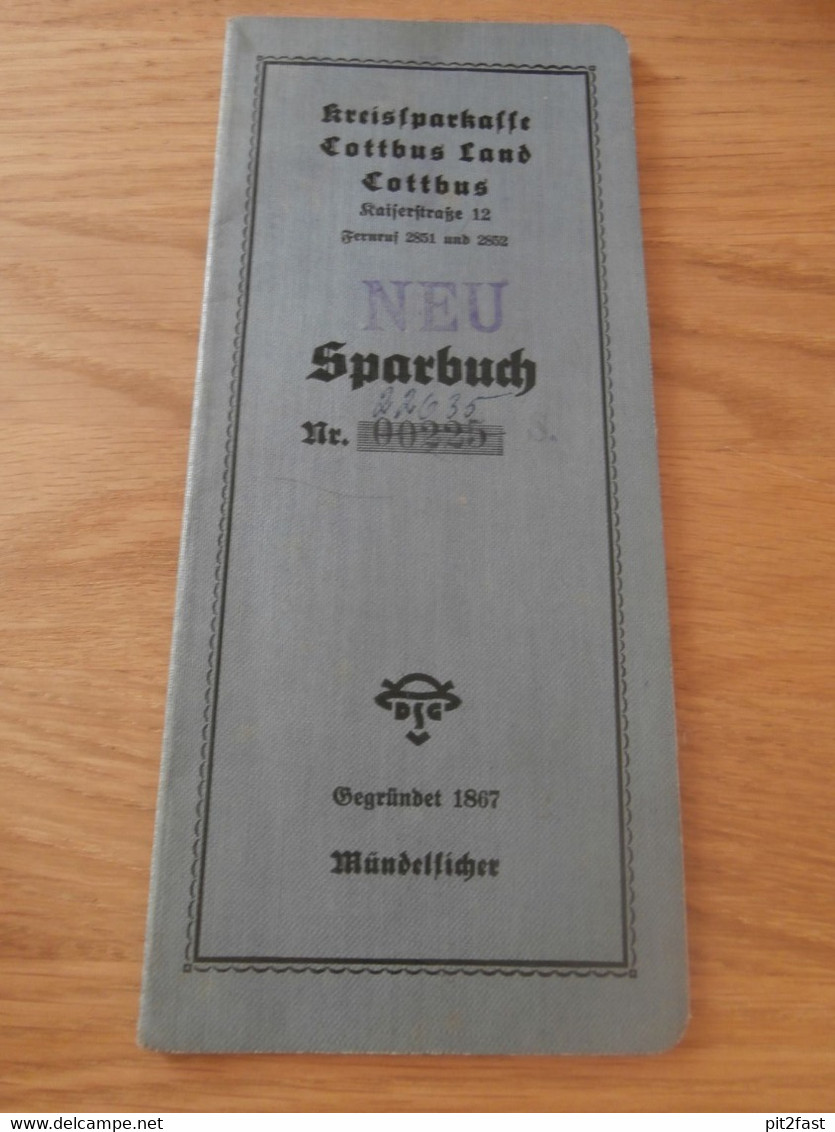 Kreissparkasse
Cottbus Land
Cottbus
Kaiserstraße 12
Fernruf 2851 und 2852
NEU
Sparbuch
22635
Nr. 00225 S.
DSG
Gegründet 1867
Mündelsicher
delcampe.net
pit2fast